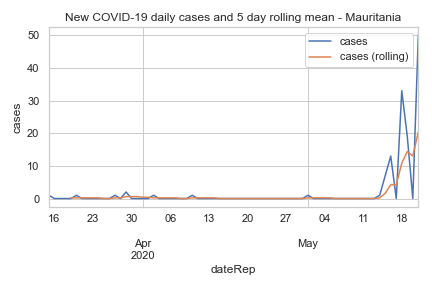 New COVID-19 daily cases and 5 day rolling mean - Mauritania
cases
cases (rolling)
50
40
30
20
10
0
cases
16 23 30 06 13 20 27 04 11 18
Apr May
2020
dateRep